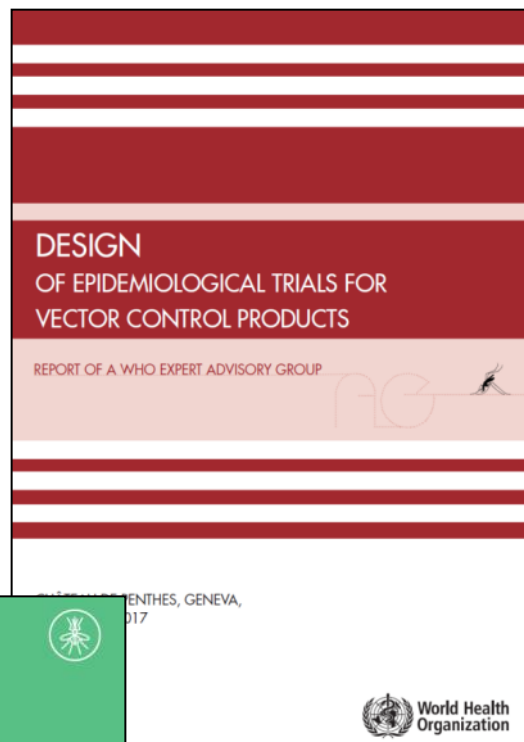 DESIGN
OF EPIDEMIOLOGICAL TRIALS FOR
VECTOR CONTROL PRODUCTS
REPORT OF A WHO EXPERT ADVISORY GROUP
PENTHES, GENEVA,
017
World Health
Organization